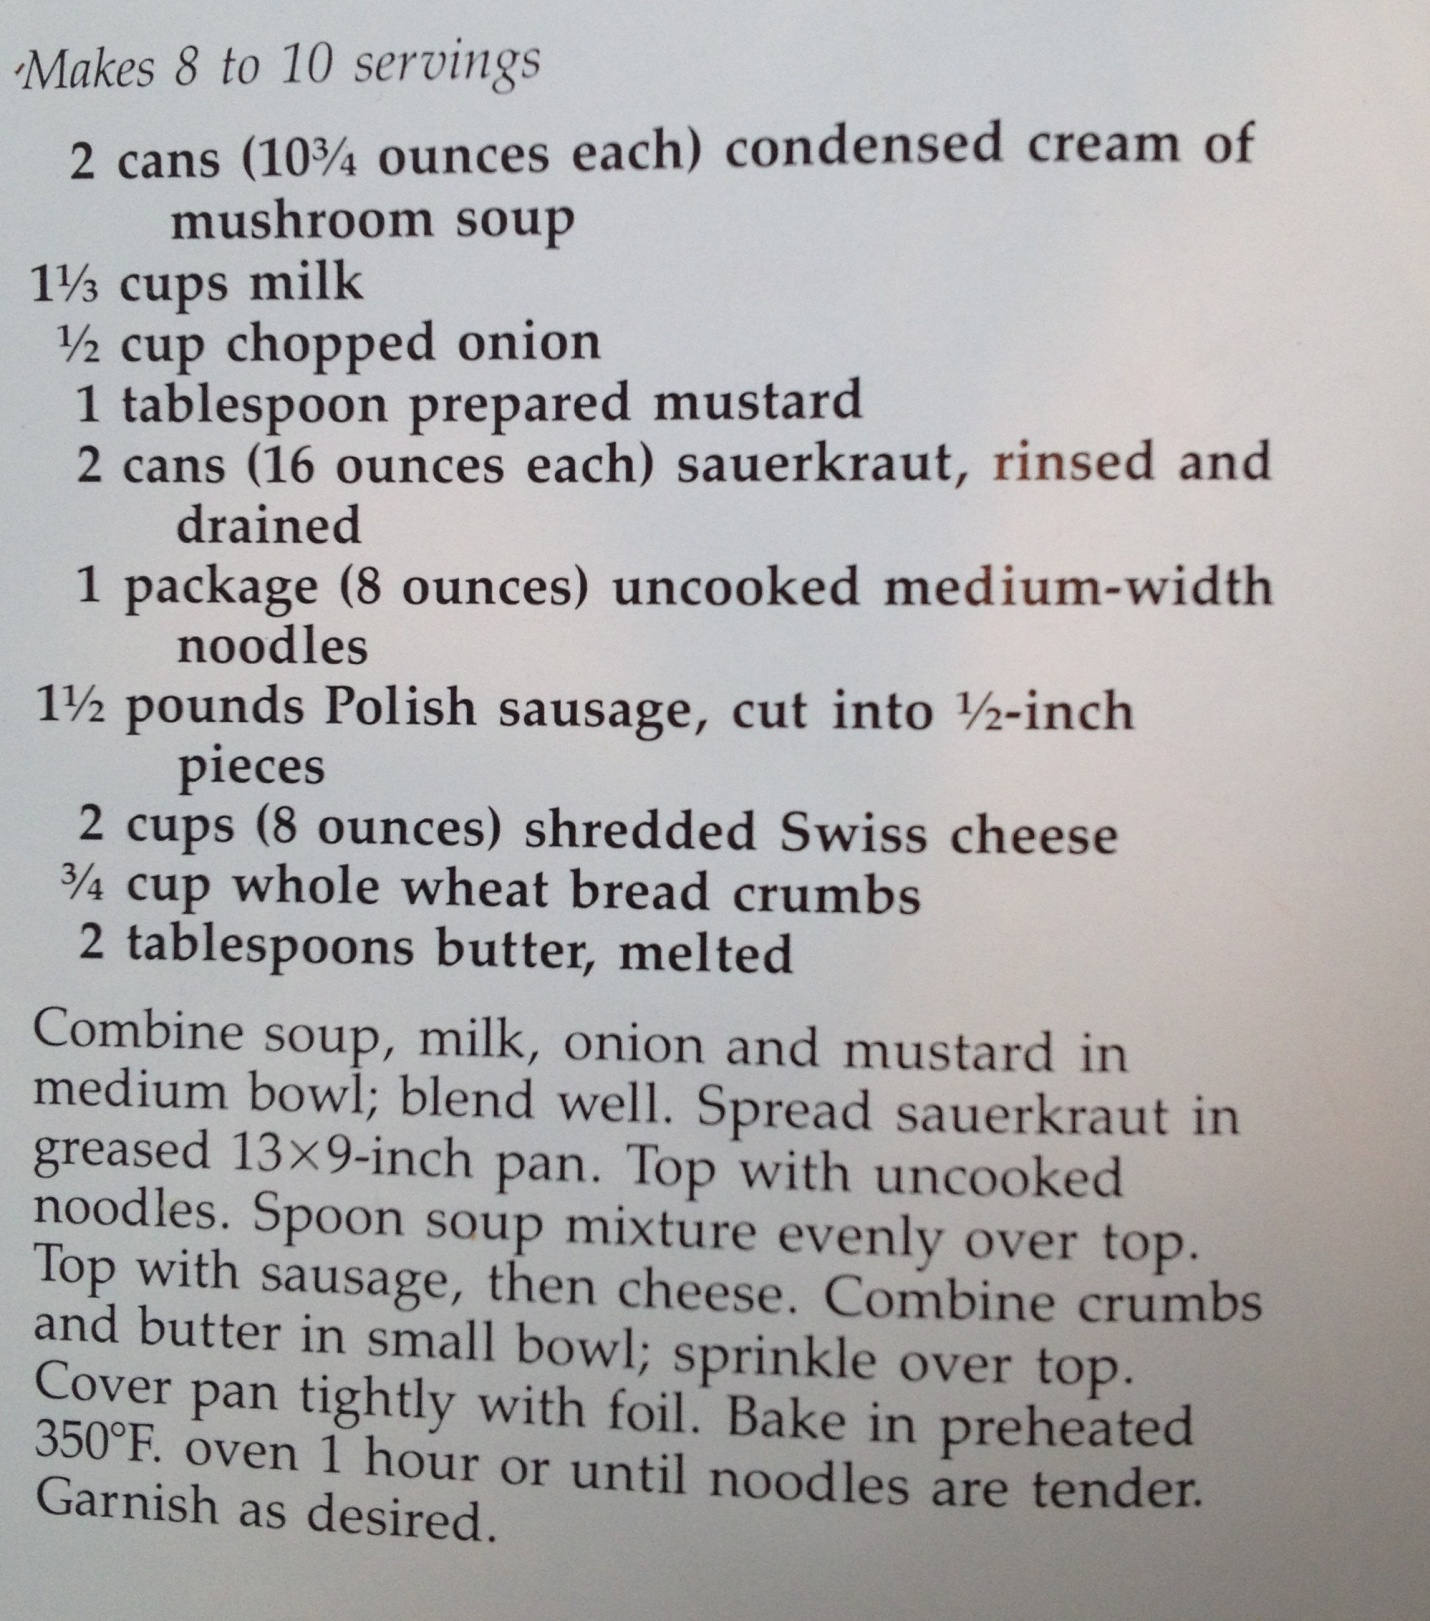 Makes 8 to 10 servings
2 cans (10¾ ounces each) condensed cream of
mushroom soup
1⅓ cups milk
½ cup chopped onion
1 tablespoon prepared mustard
2 cans (16 ounces each) sauerkraut, rinsed and
drained
1 package (8 ounces) uncooked medium-width
noodles
1½ pounds Polish sausage, cut into ½-inch
pieces
2 cups (8 ounces) shredded Swiss cheese
¾ cup whole wheat bread crumbs
2 tablespoons butter, melted
Combine soup, milk, onion and mustard in
medium bowl; blend well. Spread sauerkraut in
greased 13×9-inch pan. Top with uncooked
noodles. Spoon soup mixture evenly over top.
Top with sausage, then cheese. Combine crumbs
and butter in small bowl; sprinkle over top.
Cover pan tightly with foil. Bake in preheated
350°F. oven 1 hour or until noodles are tender.
Garnish as desired.